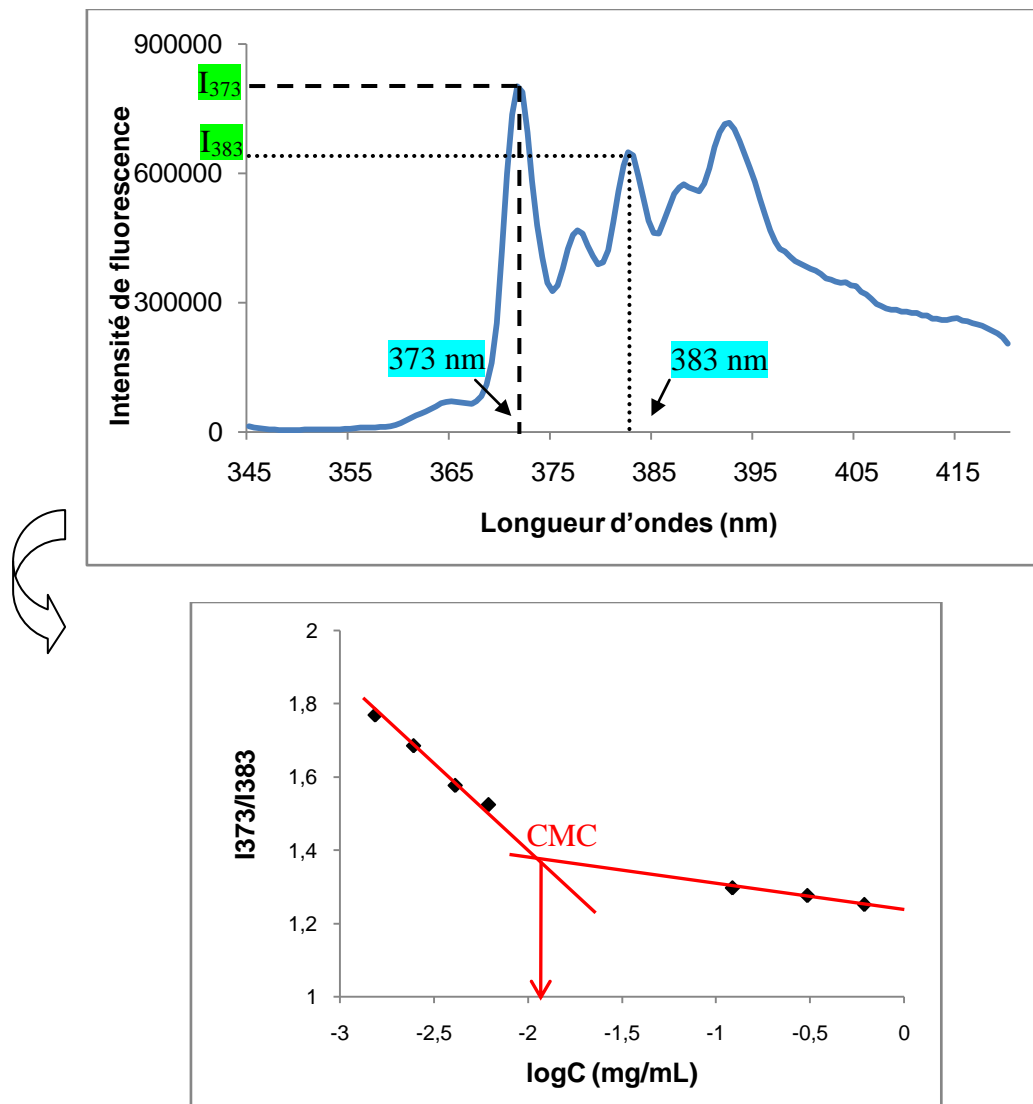 900000
I373
I383
600000
Intensité de fluorescence
300000
373 nm
383 nm
0
345
355
365
375
385
395
405
415
Longueur d'ondes (nm)
2
1,8
1,6
I373/I383
1,4
CMC
1,2
1
-3
-2,5
-2
-1,5
-1
-0,5
0
logC (mg/mL)